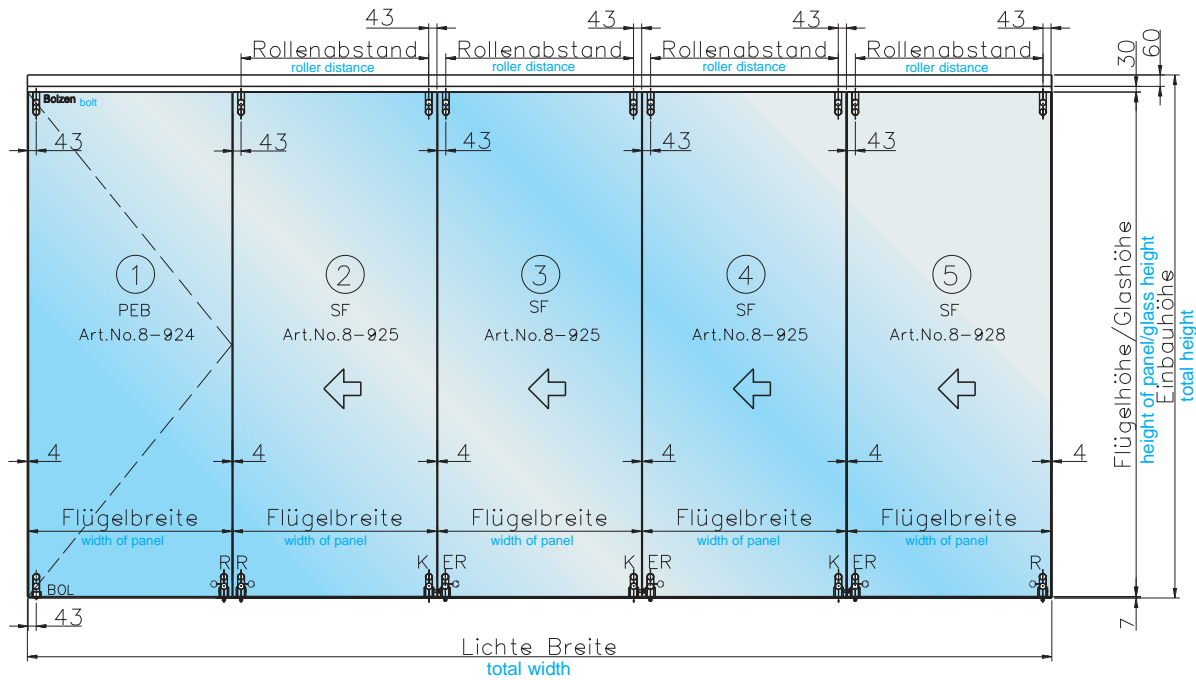 43 43 43 43
Rollenabstand Rollenabstand Rollenabstand Rollenabstand
roller distance roller distance roller distance roller distance
30
60
Bolzen bolt
43 43 43 43 43
1 2 3 4 5
PEB SF SF SF SF
Art.No.8-924 Art.No.8-925 Art.No.8-925 Art.No.8-925 Art.No.8-928
Flügelhöhe/Glashöhe
height of panel/glass height
Einbauhöhe
total height
4 4 4 4 4 4
Flügelbreite Flügelbreite Flügelbreite Flügelbreite Flügelbreite
width of panel width of panel width of panel width of panel width of panel
R R K ER K ER K ER R
BOL
43
7
Lichte Breite
total width